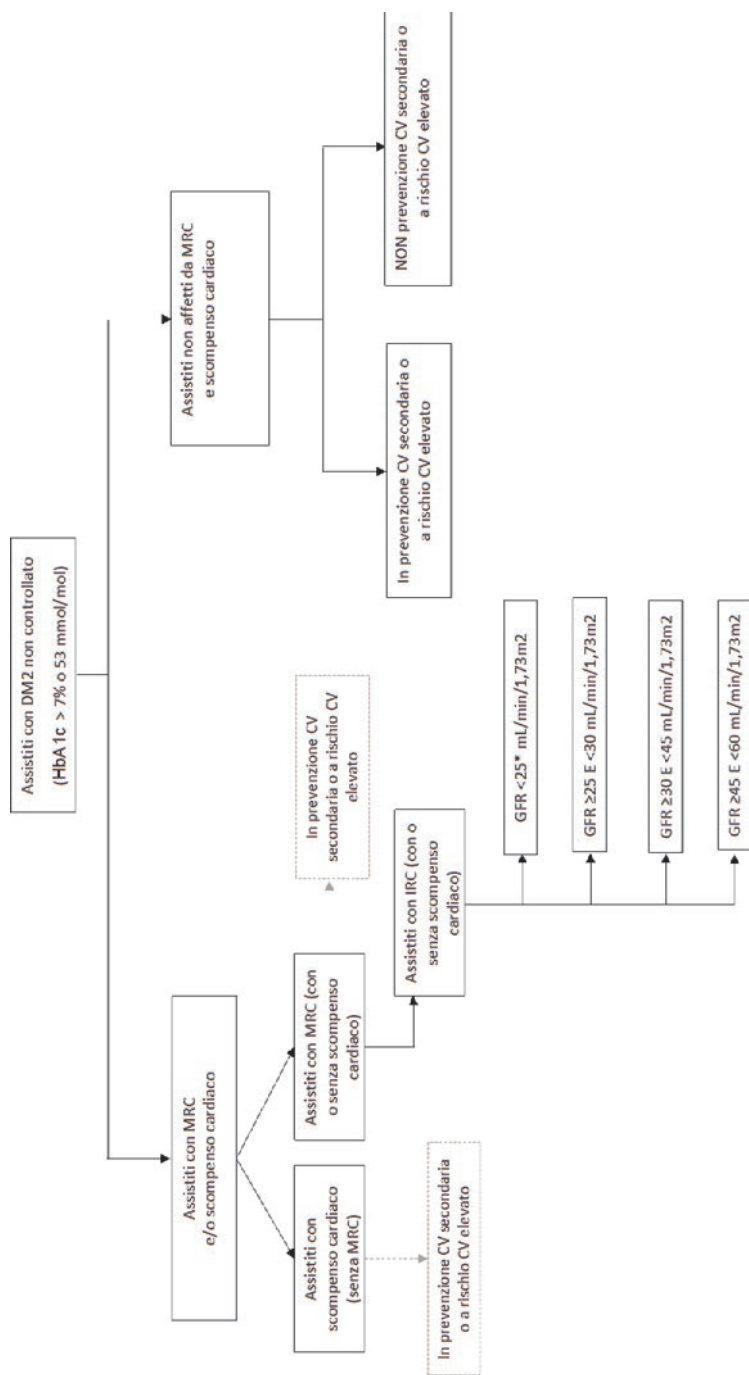 Assistiti con DM2 non controllato
(HbA1c > 7% o 53 mmol/mol)
Assistiti con MRC
e/o scompenso cardiaco
Assistiti non affetti da MRC
e scompenso cardiaco
Assistiti con
scompenso cardiaco
(senza MRC)
Assistiti con MRC (con
o senza scompenso
cardiaco)
In prevenzione CV
secondaria o a rischio CV
elevato
In prevenzione CV secondaria o
a rischio CV elevato
NON prevenzione CV secondaria o
a rischio CV elevato
In prevenzione CV secondaria
o a rischio CV elevato
Assistiti con IRC (con o
senza scompenso
cardiaco)
GFR <25* mL/min/1,73m2
GFR ≥25 E <30 mL/min/1,73m2
GFR ≥30 E <45 mL/min/1,73m2
GFR ≥45 E <60 mL/min/1,73m2